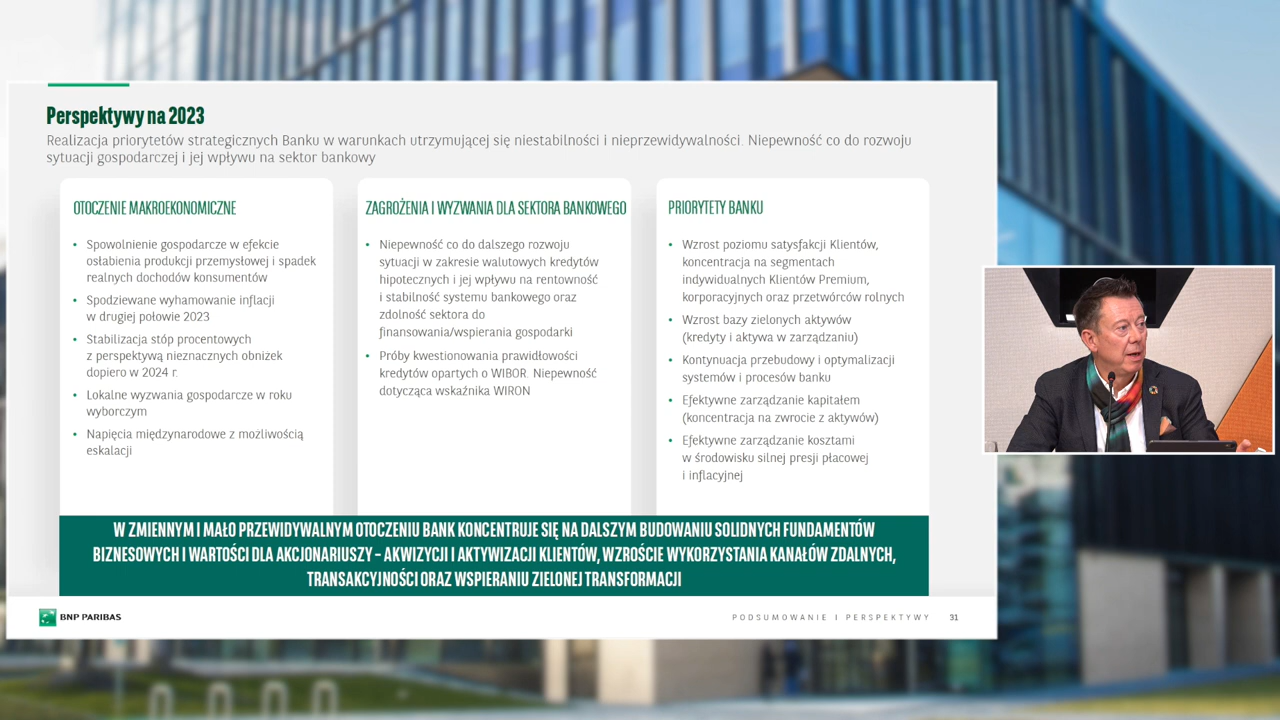 Perspektywy na 2023
Realizacja priorytetów strategicznych Banku w warunkach utrzymującej się niestabilności i nieprzewidywalności. Niepewność co do rozwoju
sytuacji gospodarczej i jej wpływu na sektor bankowy
OTOCZENIE MAKROEKONOMICZNE
• Spowolnienie gospodarcze w efekcie
osłabienia produkcji przemysłowej i spadek
realnych dochodów konsumentów
• Spodziewane wyhamowanie inflacji
w drugiej połowie 2023
• Stabilizacja stóp procentowych
z perspektywą nieznacznych obniżek
dopiero w 2024 r.
• Lokalne wyzwania gospodarcze w roku
wyborczym
• Napięcia międzynarodowe z możliwością
eskalacji
ZAGROŻENIA I WYZWANIA DLA SEKTORA BANKOWEGO
• Niepewność co do dalszego rozwoju
sytuacji w zakresie walutowych kredytów
hipotecznych i jej wpływu na rentowność
i stabilność systemu bankowego oraz
zdolność sektora do
finansowania/wspierania gospodarki
• Próby kwestionowania prawidłowości
kredytów opartych o WIBOR. Niepewność
dotycząca wskaźnika WIRON
PRIORYTETY BANKU
• Wzrost poziomu satysfakcji Klientów,
koncentracja na segmentach
indywidualnych Klientów Premium,
korporacyjnych oraz przetwórców rolnych
• Wzrost bazy zielonych aktywów
(kredyty i aktywa w zarządzaniu)
• Kontynuacja przebudowy i optymalizacji
systemów i procesów banku
• Efektywne zarządzanie kapitałem
(koncentracja na zwrocie z aktywów)
• Efektywne zarządzanie kosztami
w środowisku silnej presji płacowej
i inflacyjnej
W ZMIENNYM I MAŁO PRZEWIDYWALNYM OTOCZENIU BANK KONCENTRUJE SIĘ NA DALSZYM BUDOWANIU SOLIDNYCH FUNDAMENTÓW
BIZNESOWYCH I WARTOŚCI DLA AKCJONARIUSZY – AKWIZYCJI I AKTYWIZACJI KLIENTÓW, WZROŚCIE WYKORZYSTANIA KANAŁÓW ZDALNYCH,
TRANSAKCYJNOŚCI ORAZ WSPIERANIU ZIELONEJ TRANSFORMACJI
BNP PARIBAS
PODSUMOWANIE I PERSPEKTYWY 31